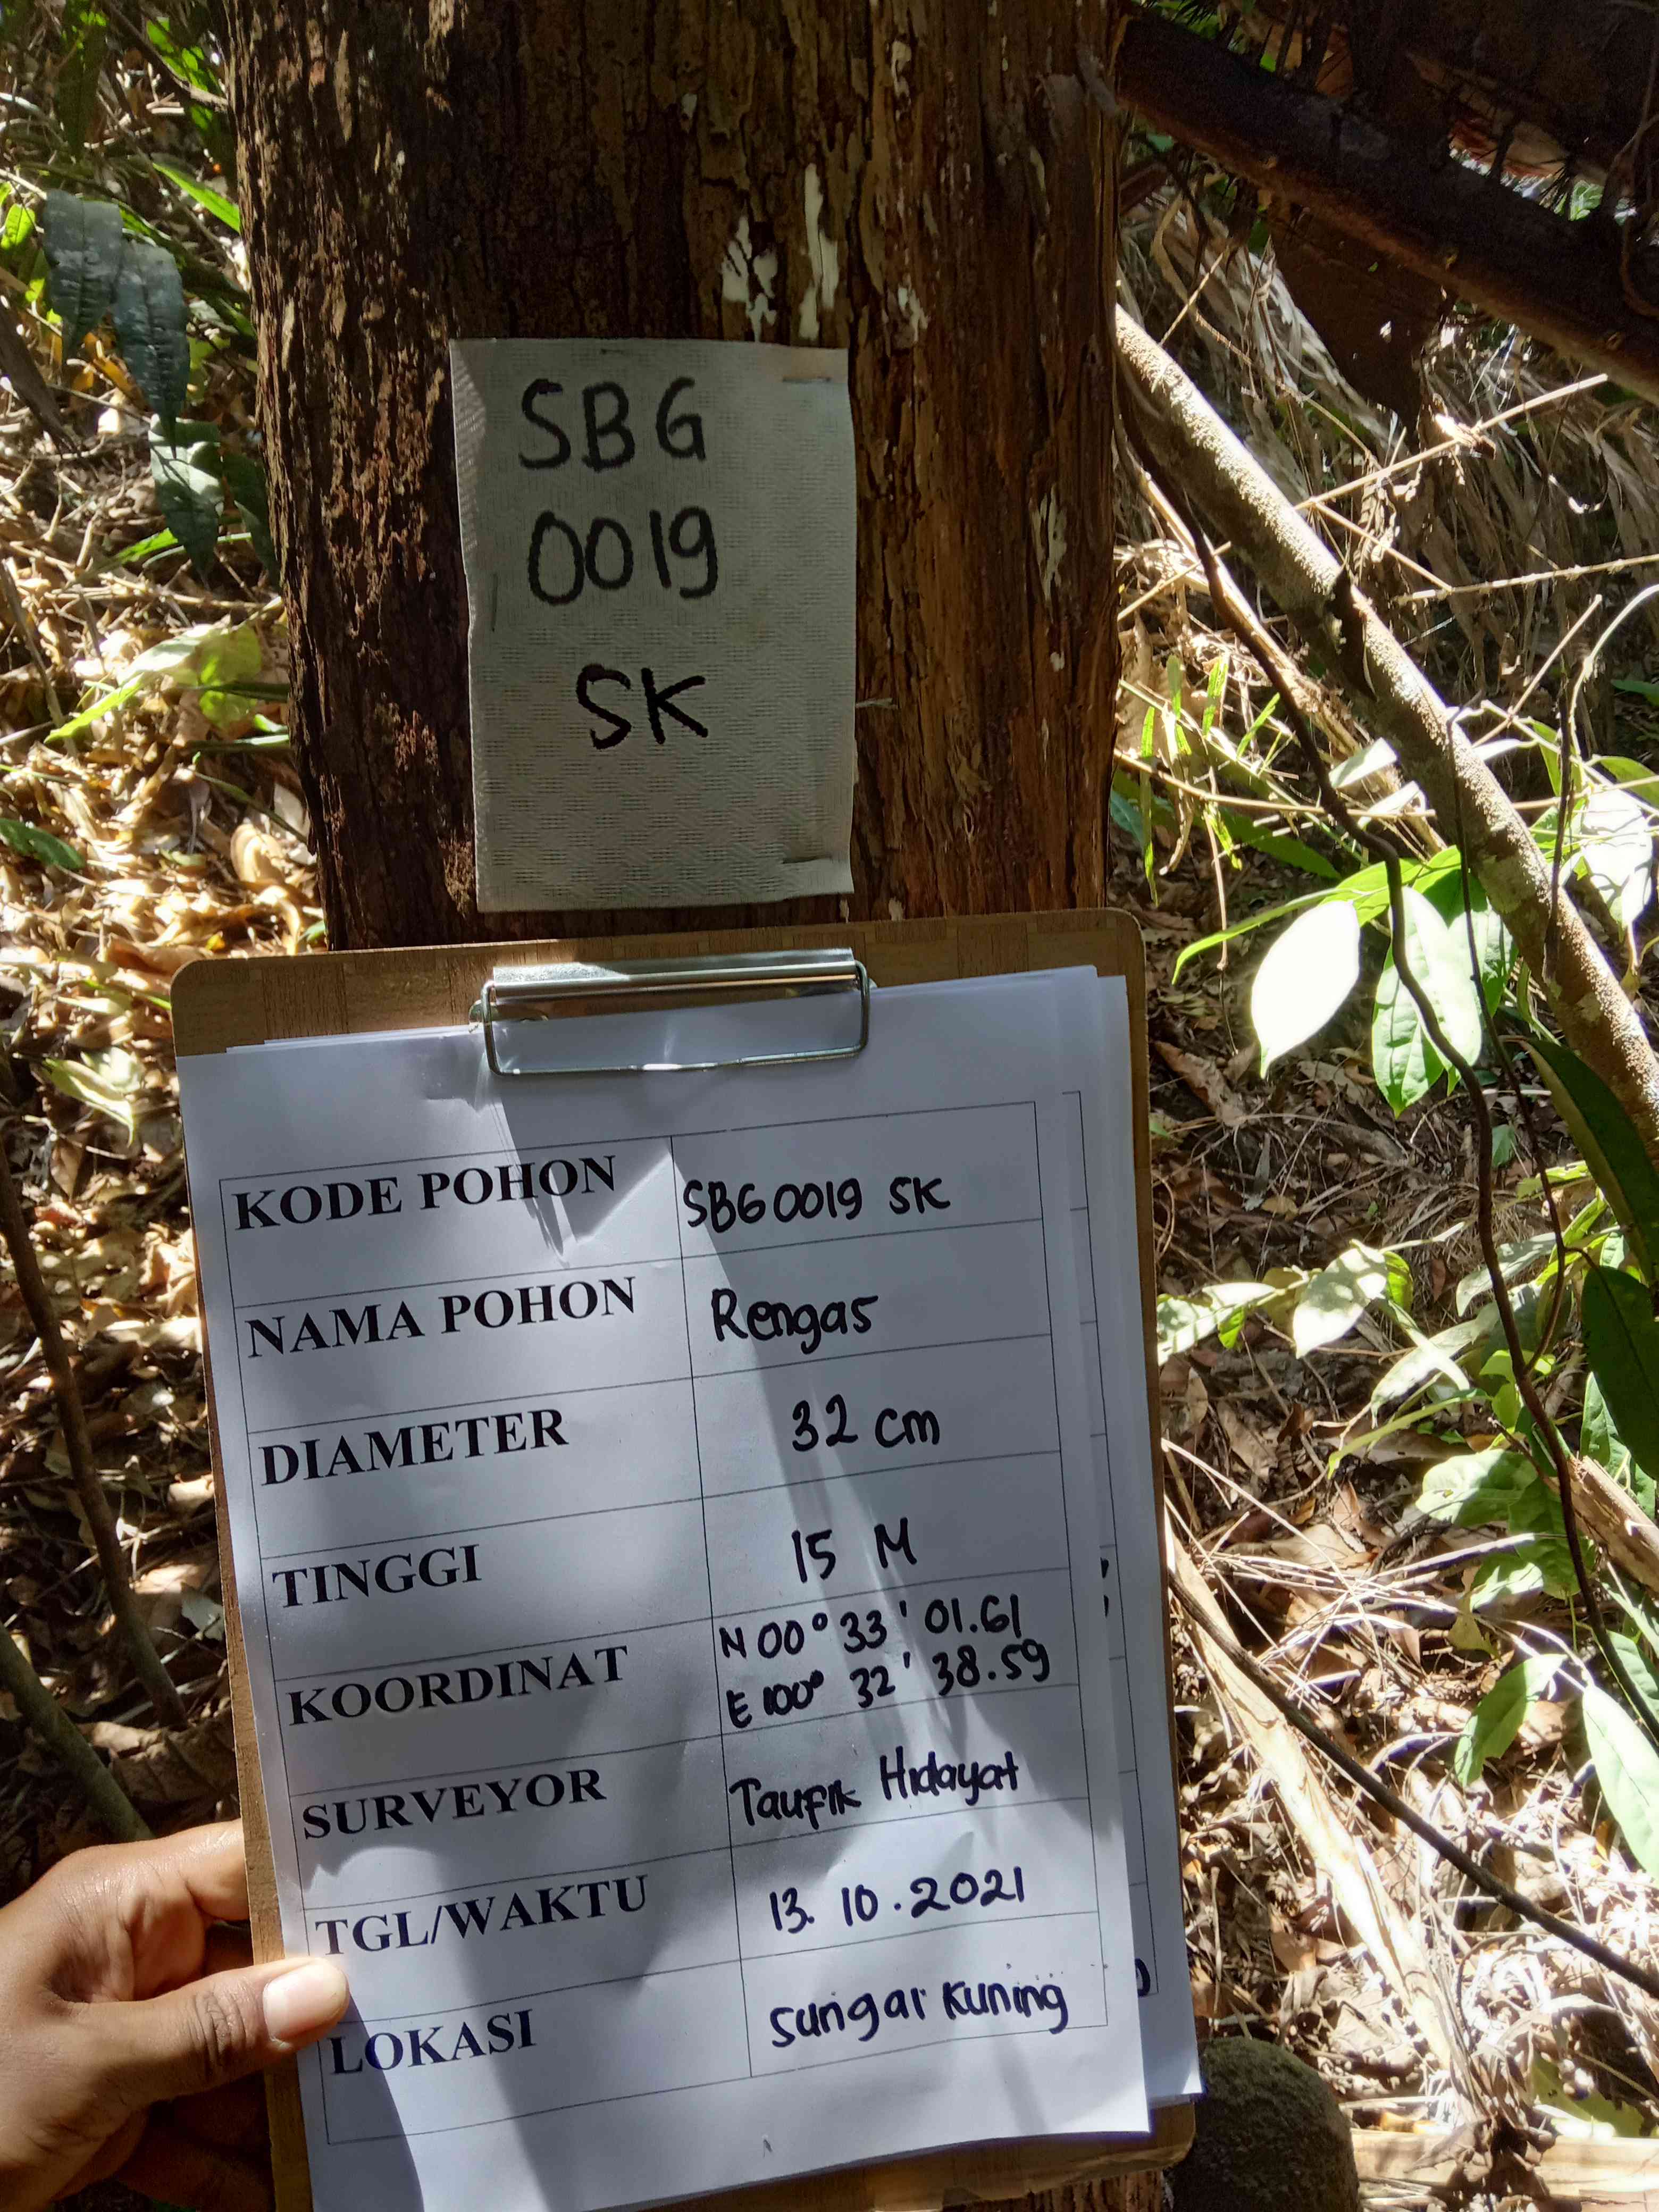 SBG
0019
SK
KODE POHON SBG0019 SK
NAMA POHON Rengas
DIAMETER 32 cm
TINGGI 15 M
KOORDINAT N 00° 33' 01.61
E 100° 32' 38.59
SURVEYOR Taufik Hidayat
TGL/WAKTU 13. 10. 2021
LOKASI Sungai Kuning